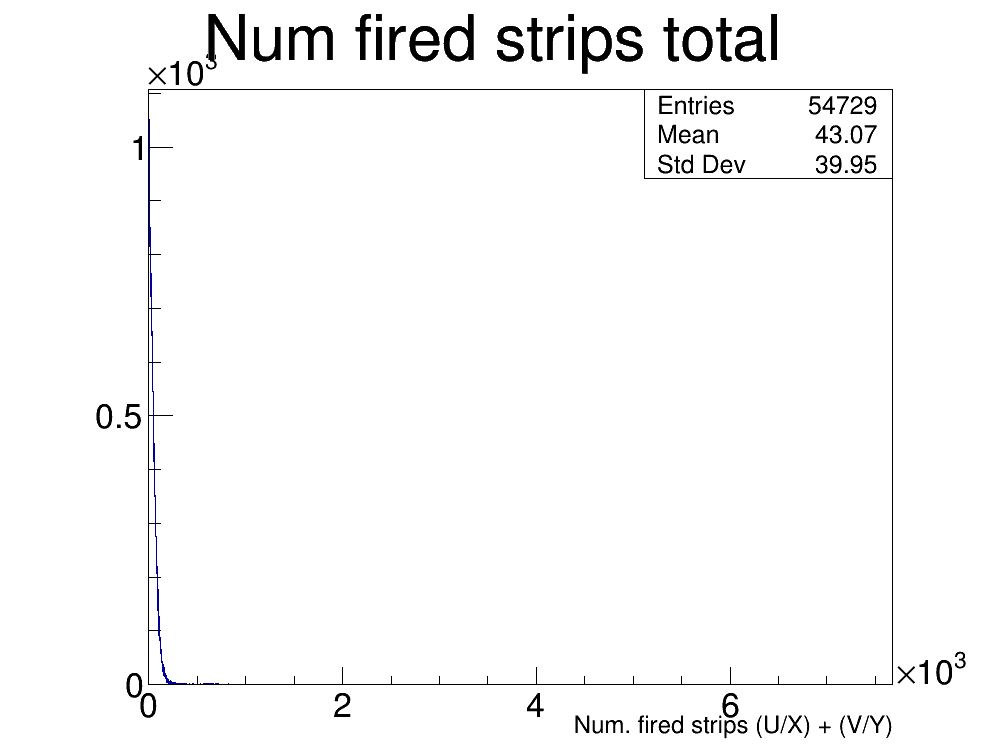 Num fired strips total
×10³
Entries 54729
Mean 43.07
Std Dev 39.95
1
0.5
0
0 2 4 6
×10³
Num. fired strips (U/X) + (V/Y)